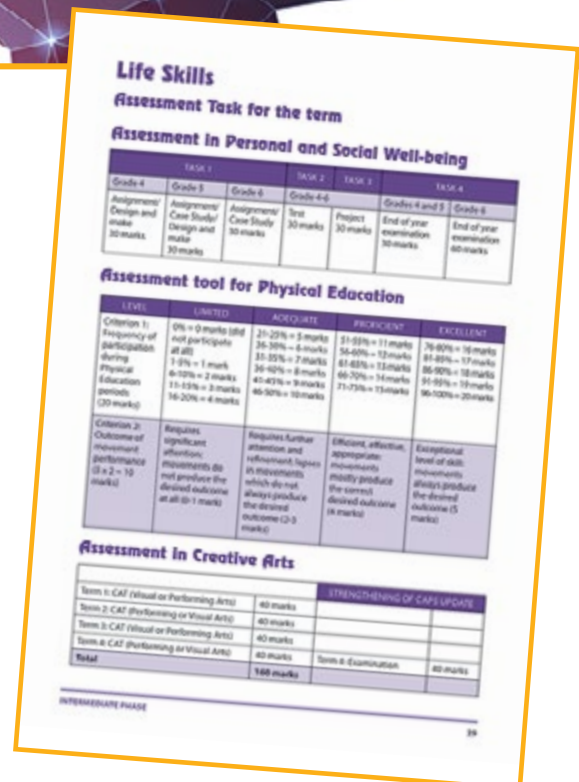 Life Skills
Assessment Task for the term
Assessment in Personal and Social Well-being
TASK 1 TASK 2 TASK 3 TASK 4
Grade 4 Grade 5 Grade 6 Grade 4-6 Grades 4 and 5 Grade 6
Assignment/ Assignment/ Assignment/ Test Project End of year End of year
Design and Case Study/ Case Study 30 marks 30 marks examination examination
make Design and 30 marks 30 marks 60 marks
30 marks make
30 marks
Assessment tool for Physical Education
LEVEL LIMITED ADEQUATE PROFICIENT EXCELLENT
Criterion 1:
Frequency of
participation
during
Physical
Education
periods
(20 marks)
0% = 0 marks (did
not participate
at all)
1-5% = 1 mark
6-10% = 2 marks
11-15% = 3 marks
16-20% = 4 marks
21-25% = 5 marks
26-30% = 6 marks
31-35% = 7 marks
36-40% = 8 marks
41-45% = 9 marks
46-50% = 10 marks
51-55% = 11 marks
56-60% = 12 marks
61-65% = 13 marks
66-70% = 14 marks
71-75% = 15 marks
76-80% = 16 marks
81-85% = 17 marks
86-90% = 18 marks
91-95% = 19 marks
96-100% = 20 marks
Criterion 2:
Outcome of
movement
performance
(5 x 2 = 10
marks)
Requires
significant
attention:
movements do
not produce the
desired outcome
at all (0-1 mark)
Requires further
attention and
refinement: lapses
in movements
which do not
always produce
the desired
outcome (2-3
marks)
Efficient, effective,
appropriate:
movements
mostly produce
the correct
desired outcome
(4 marks)
Exceptional
level of skill:
movements
always produce
the desired
outcome (5
marks)
Assessment in Creative Arts
STRENGTHENING OF CAPS UPDATE
Term 1: CAT (Visual or Performing Arts) 40 marks
Term 2: CAT (Performing or Visual Arts) 40 marks
Term 3: CAT (Visual or Performing Arts) 40 marks
Term 4: CAT (Performing or Visual Arts) 40 marks Term 4: Examination 40 marks
Total 160 marks
INTERMEDIATE PHASE
39